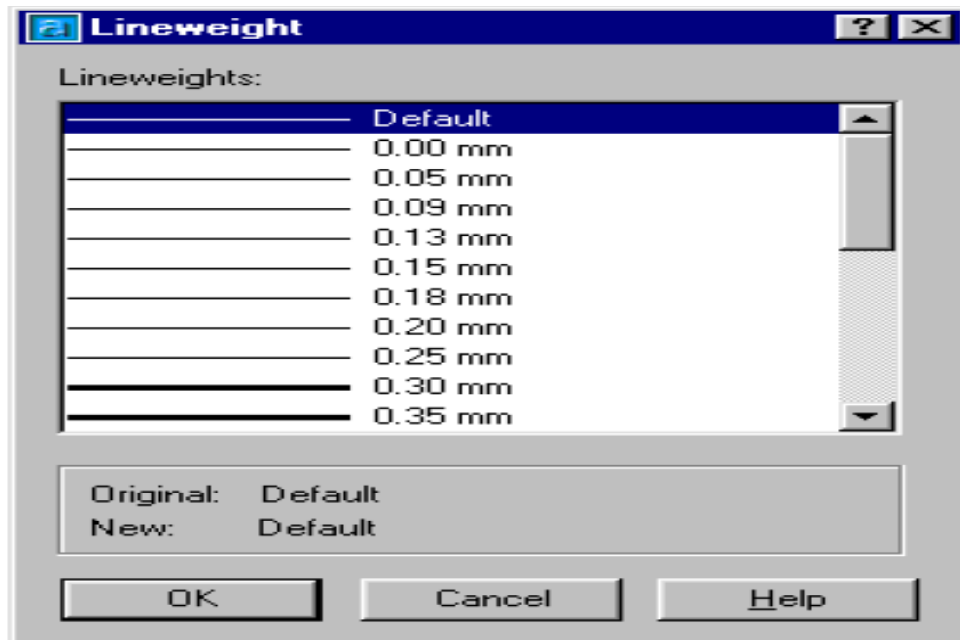 Lineweight
Lineweights:
Default
0.00 mm
0.05 mm
0.09 mm
0.13 mm
0.15 mm
0.18 mm
0.20 mm
0.25 mm
0.30 mm
0.35 mm
Original: Default
New: Default
OK Cancel Help